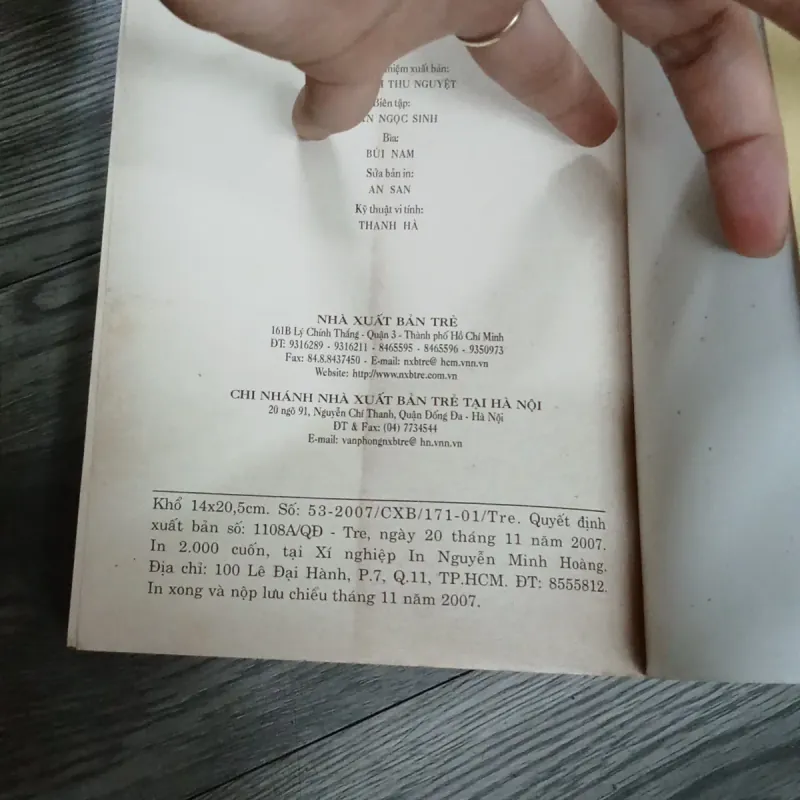 nhiệm xuất bản:
THU NGUYỆT
Biên tập:
NGỌC SINH
Bìa:
BÙI NAM
Sửa bản in:
AN SAN
Kỹ thuật vi tính:
THANH HÀ
NHÀ XUẤT BẢN TRẺ
161B Lý Chính Thắng - Quận 3 - Thành phố Hồ Chí Minh
ĐT: 9316289 - 9316211 - 8465595 - 8465596 - 9350973
Fax: 84.8.8437450 - E-mail: nxbtre@ hcm.vnn.vn
Website: http://www.nxbtre.com.vn
CHI NHÁNH NHÀ XUẤT BẢN TRẺ TẠI HÀ NỘI
20 ngõ 91, Nguyễn Chí Thanh, Quận Đống Đa - Hà Nội
ĐT & Fax: (04) 7734544
E-mail: vanphongnxbtre@ hn.vnn.vn
Khổ 14x20,5cm. Số: 53-2007/CXB/171-01/Tre. Quyết định
xuất bản số: 1108A/QĐ - Tre, ngày 20 tháng 11 năm 2007.
In 2.000 cuốn, tại Xí nghiệp In Nguyễn Minh Hoàng.
Địa chỉ: 100 Lê Đại Hành, P.7, Q.11, TP.HCM. ĐT: 8555812.
In xong và nộp lưu chiểu tháng 11 năm 2007.